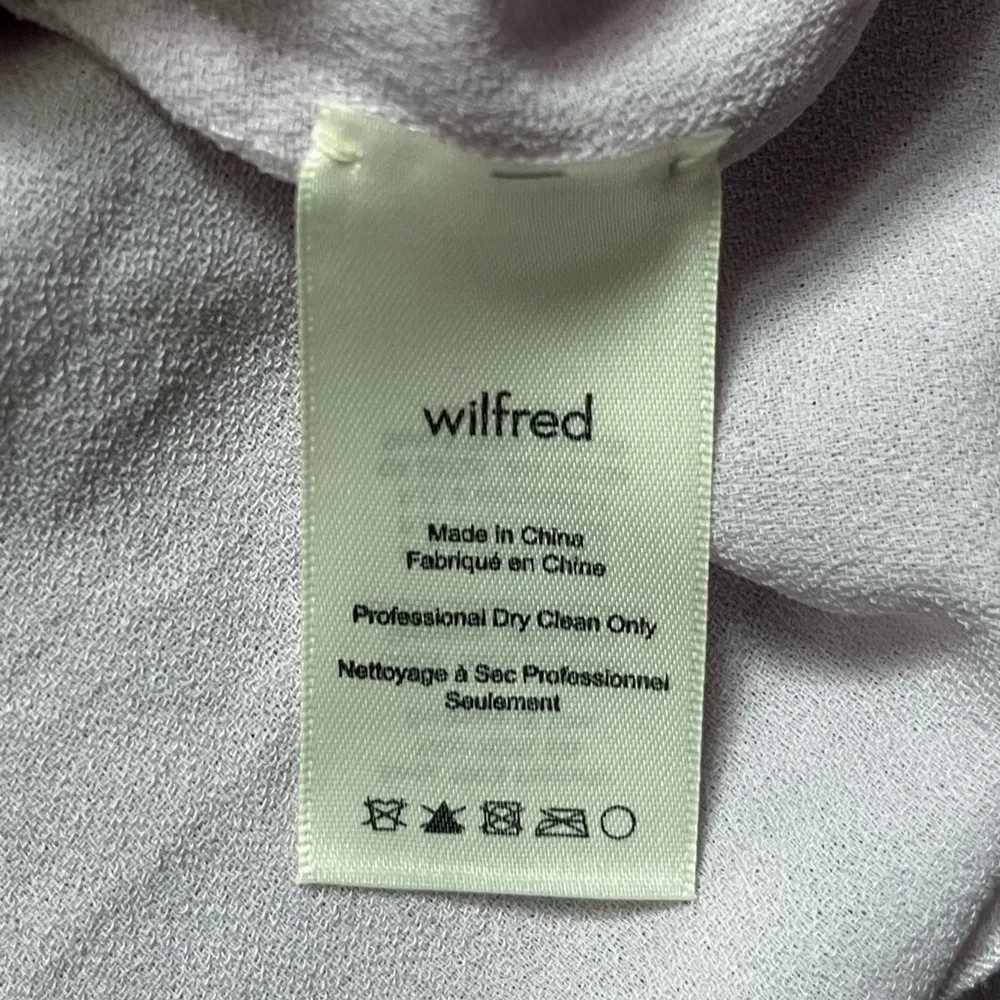 wilfred
Made in China
Fabriqué en Chine
Professional Dry Clean Only
Nettoyage à Sec Professionnel
Seulement